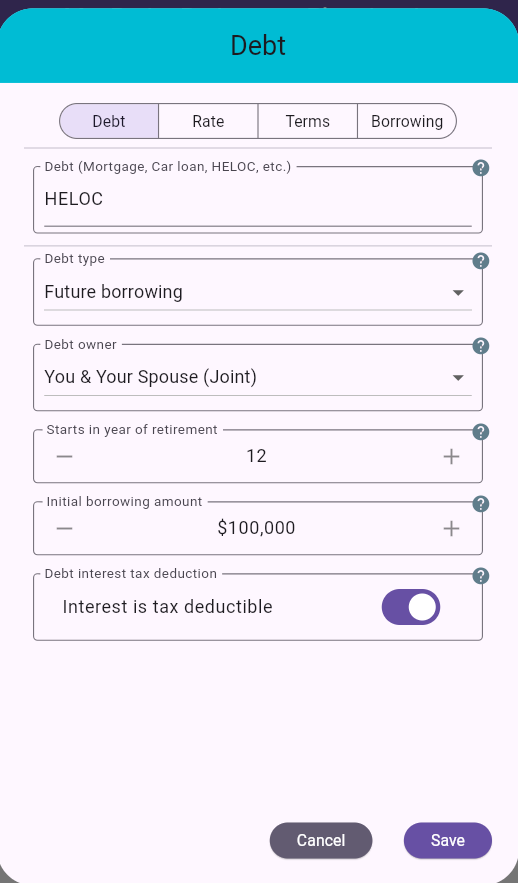 Debt
Debt Rate Terms Borrowing
Debt (Mortgage, Car loan, HELOC, etc.) ?
HELOC
Debt type ?
Future borrowing
Debt owner ?
You & Your Spouse (Joint)
Starts in year of retirement ?
— 12 +
Initial borrowing amount ?
— $100,000 +
Debt interest tax deduction ?
Interest is tax deductible
Cancel Save